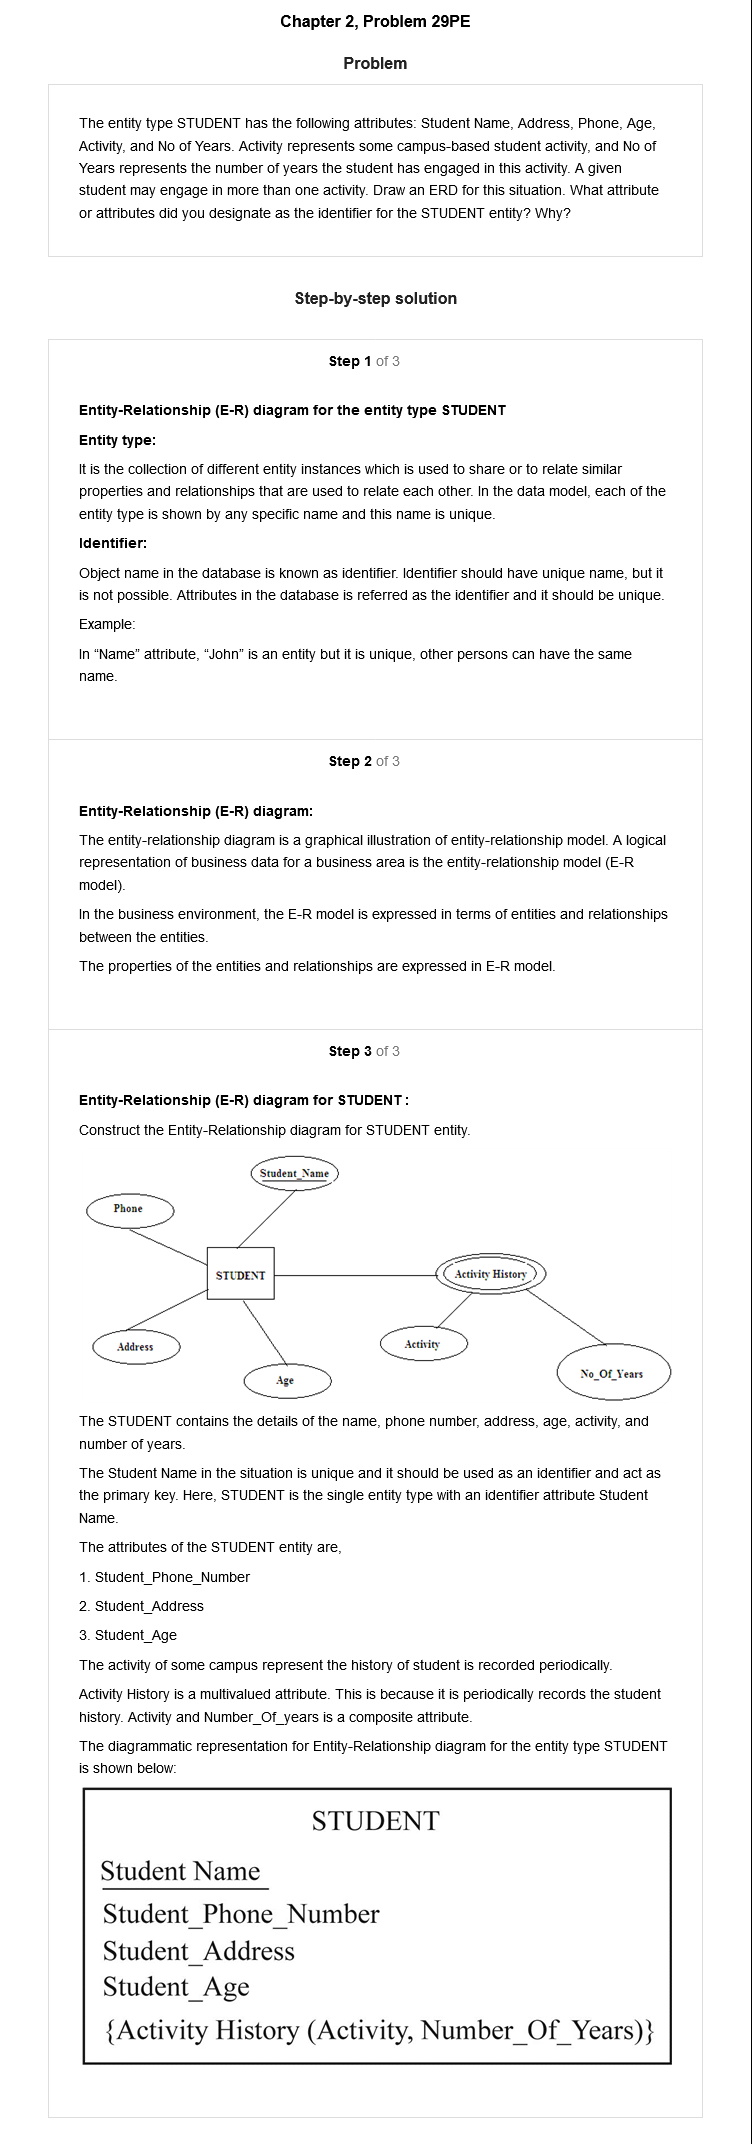 Chapter 2, Problem 29PE
Problem
The entity type STUDENT has the following attributes: Student Name, Address, Phone, Age,
Activity, and No of Years. Activity represents some campus-based student activity, and No of
Years represents the number of years the student has engaged in this activity. A given
student may engage in more than one activity. Draw an ERD for this situation. What attribute
or attributes did you designate as the identifier for the STUDENT entity? Why?
Step-by-step solution
Step 1 of 3
Entity-Relationship (E-R) diagram for the entity type STUDENT
Entity type:
It is the collection of different entity instances which is used to share or to relate similar
properties and relationships that are used to relate each other. In the data model, each of the
entity type is shown by any specific name and this name is unique.
Identifier:
Object name in the database is known as identifier. Identifier should have unique name, but it
is not possible. Attributes in the database is referred as the identifier and it should be unique.
Example:
In “Name” attribute, “John” is an entity but it is unique, other persons can have the same
name.
Step 2 of 3
Entity-Relationship (E-R) diagram:
The entity-relationship diagram is a graphical illustration of entity-relationship model. A logical
representation of business data for a business area is the entity-relationship model (E-R
model).
In the business environment, the E-R model is expressed in terms of entities and relationships
between the entities.
The properties of the entities and relationships are expressed in E-R model.
Step 3 of 3
Entity-Relationship (E-R) diagram for STUDENT:
Construct the Entity-Relationship diagram for STUDENT entity.
Student_Name
Phone
STUDENT
Activity History
Address
Activity
Age
No_Of_Years
The STUDENT contains the details of the name, phone number, address, age, activity, and
number of years.
The Student Name in the situation is unique and it should be used as an identifier and act as
the primary key. Here, STUDENT is the single entity type with an identifier attribute Student
Name.
The attributes of the STUDENT entity are,
1. Student_Phone_Number
2. Student_Address
3. Student_Age
The activity of some campus represent the history of student is recorded periodically.
Activity History is a multivalued attribute. This is because it is periodically records the student
history. Activity and Number_Of_years is a composite attribute.
The diagrammatic representation for Entity-Relationship diagram for the entity type STUDENT
is shown below:
STUDENT
Student Name
Student_Phone_Number
Student_Address
Student_Age
{Activity History (Activity, Number_Of_Years)}